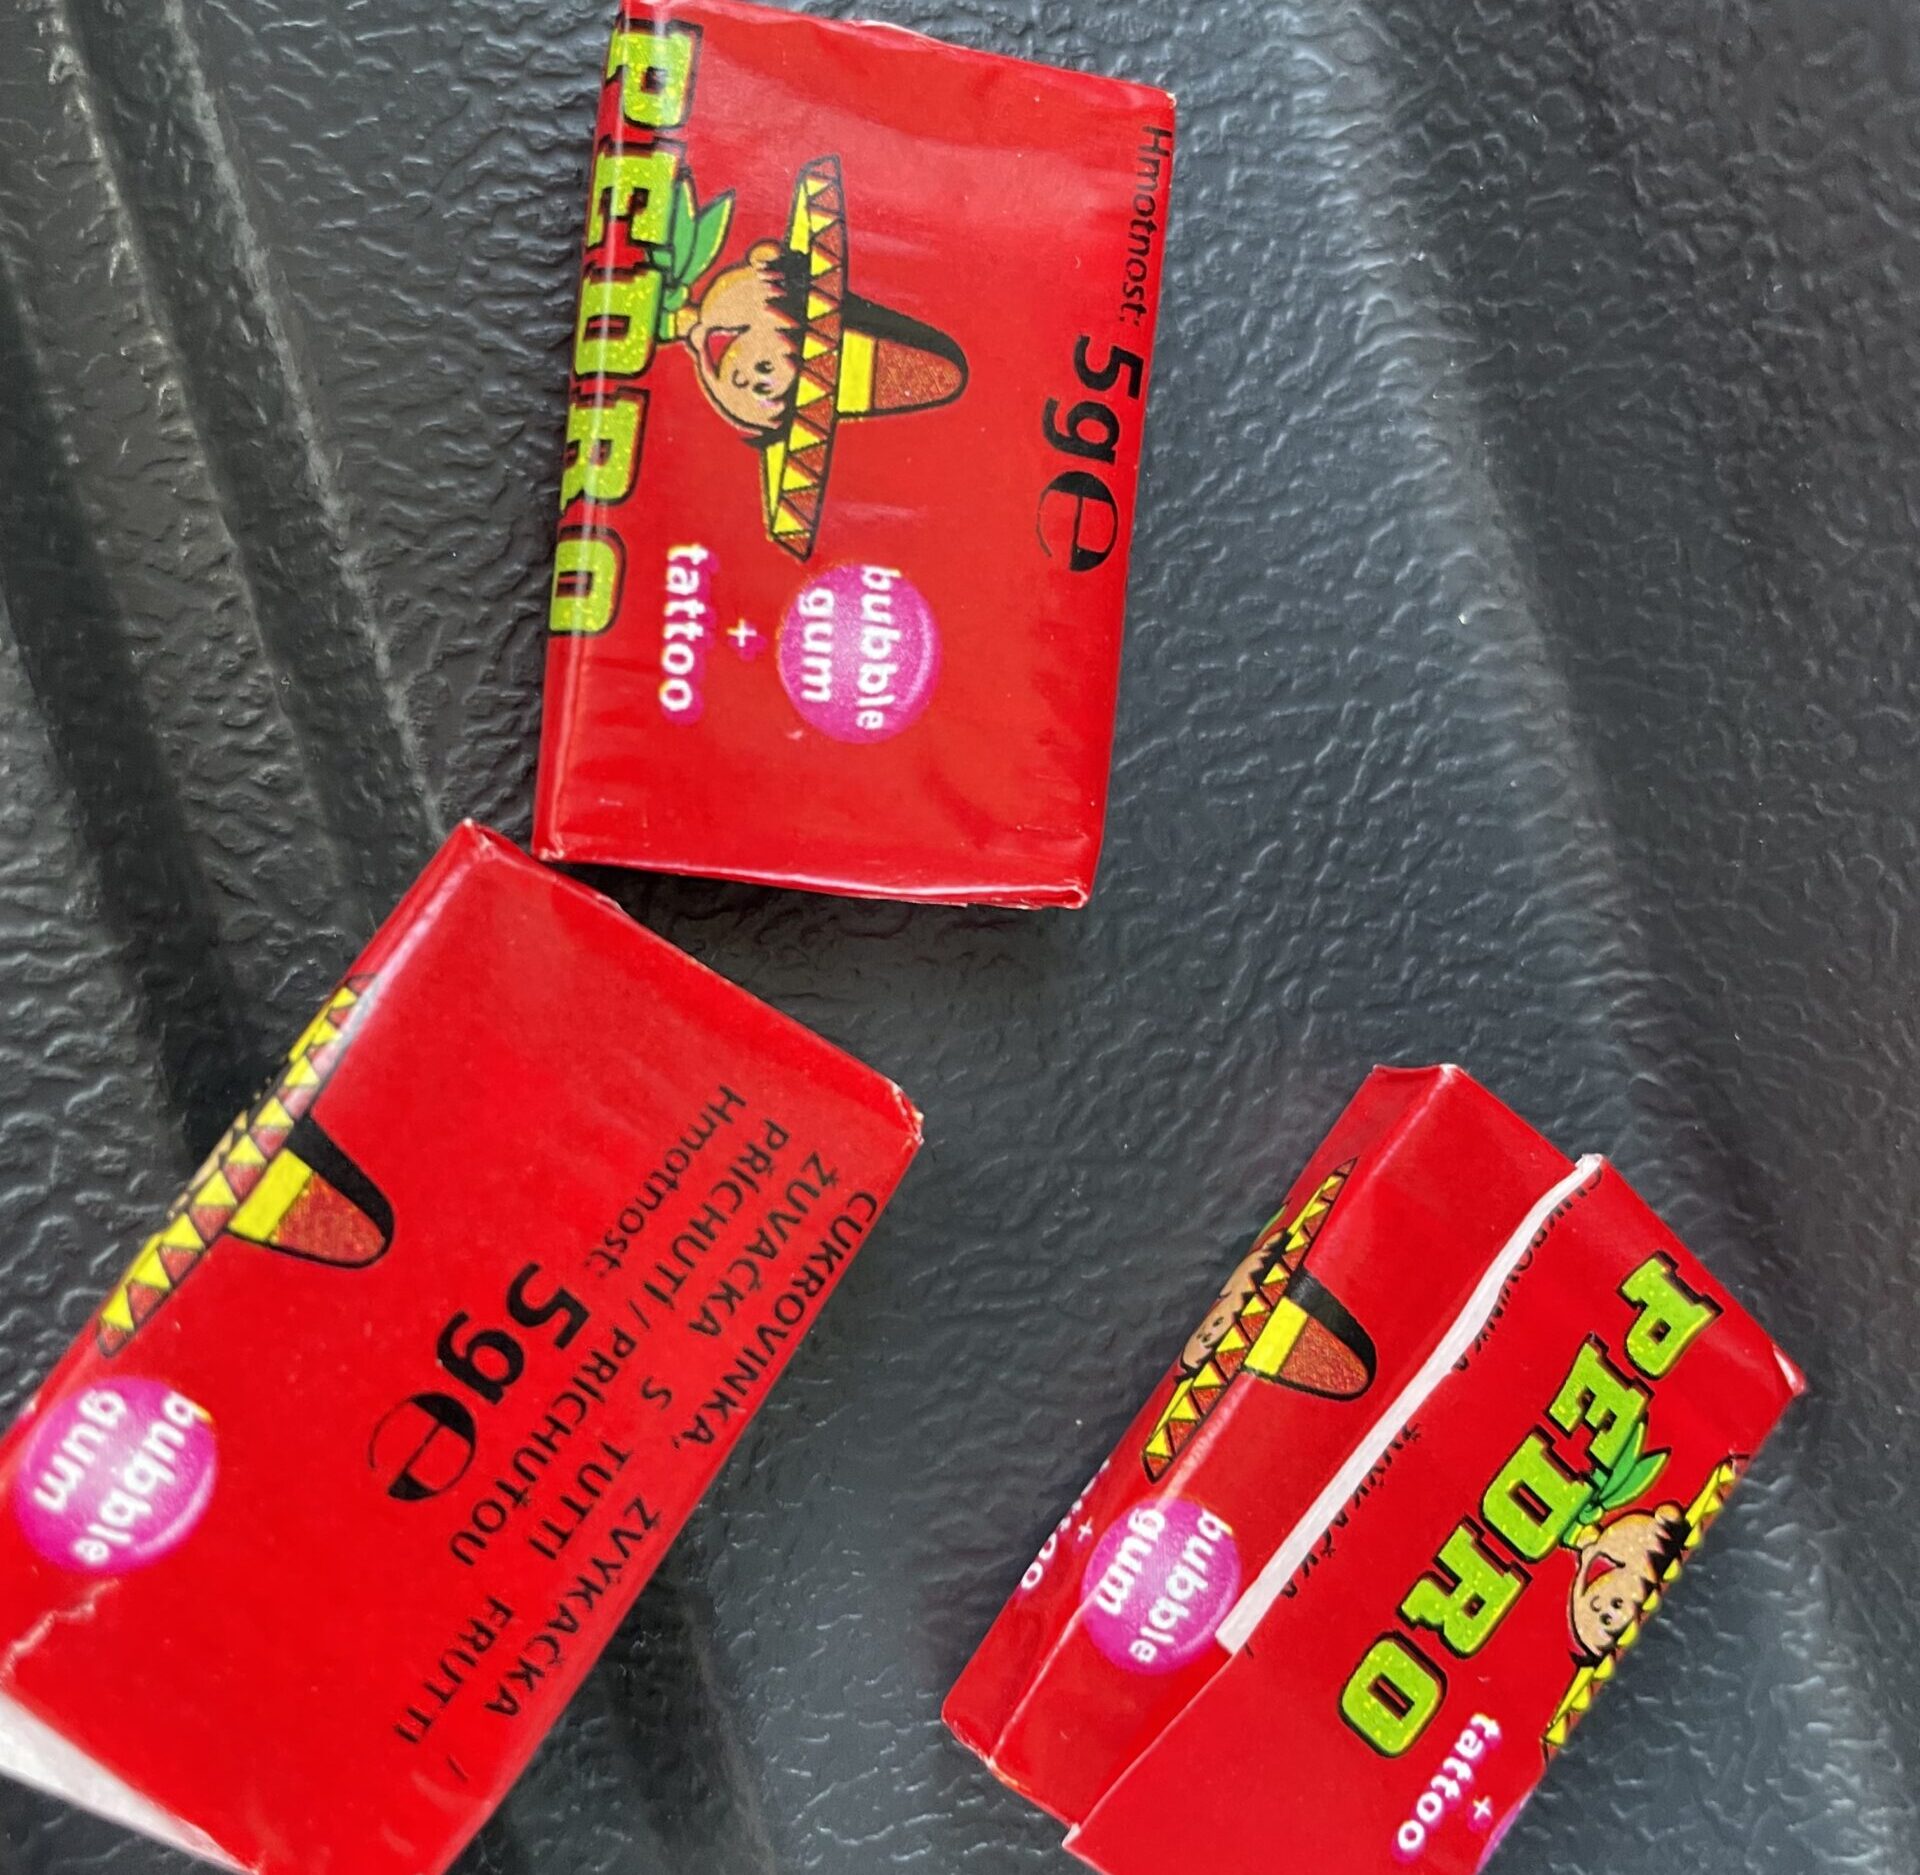 PEDRO
bubble
gum
+
tattoo
Hmotnost: 5g℮
bubble
gum
CUKROVINKA, ŽVÝKAČKA /
ŽUVAČKA S TUTTI FRUTTI
PŘÍCHUTÍ / PRÍCHUŤOU
Hmotnost: 5g℮
bubble
gum
+
PEDRO
+
tattoo